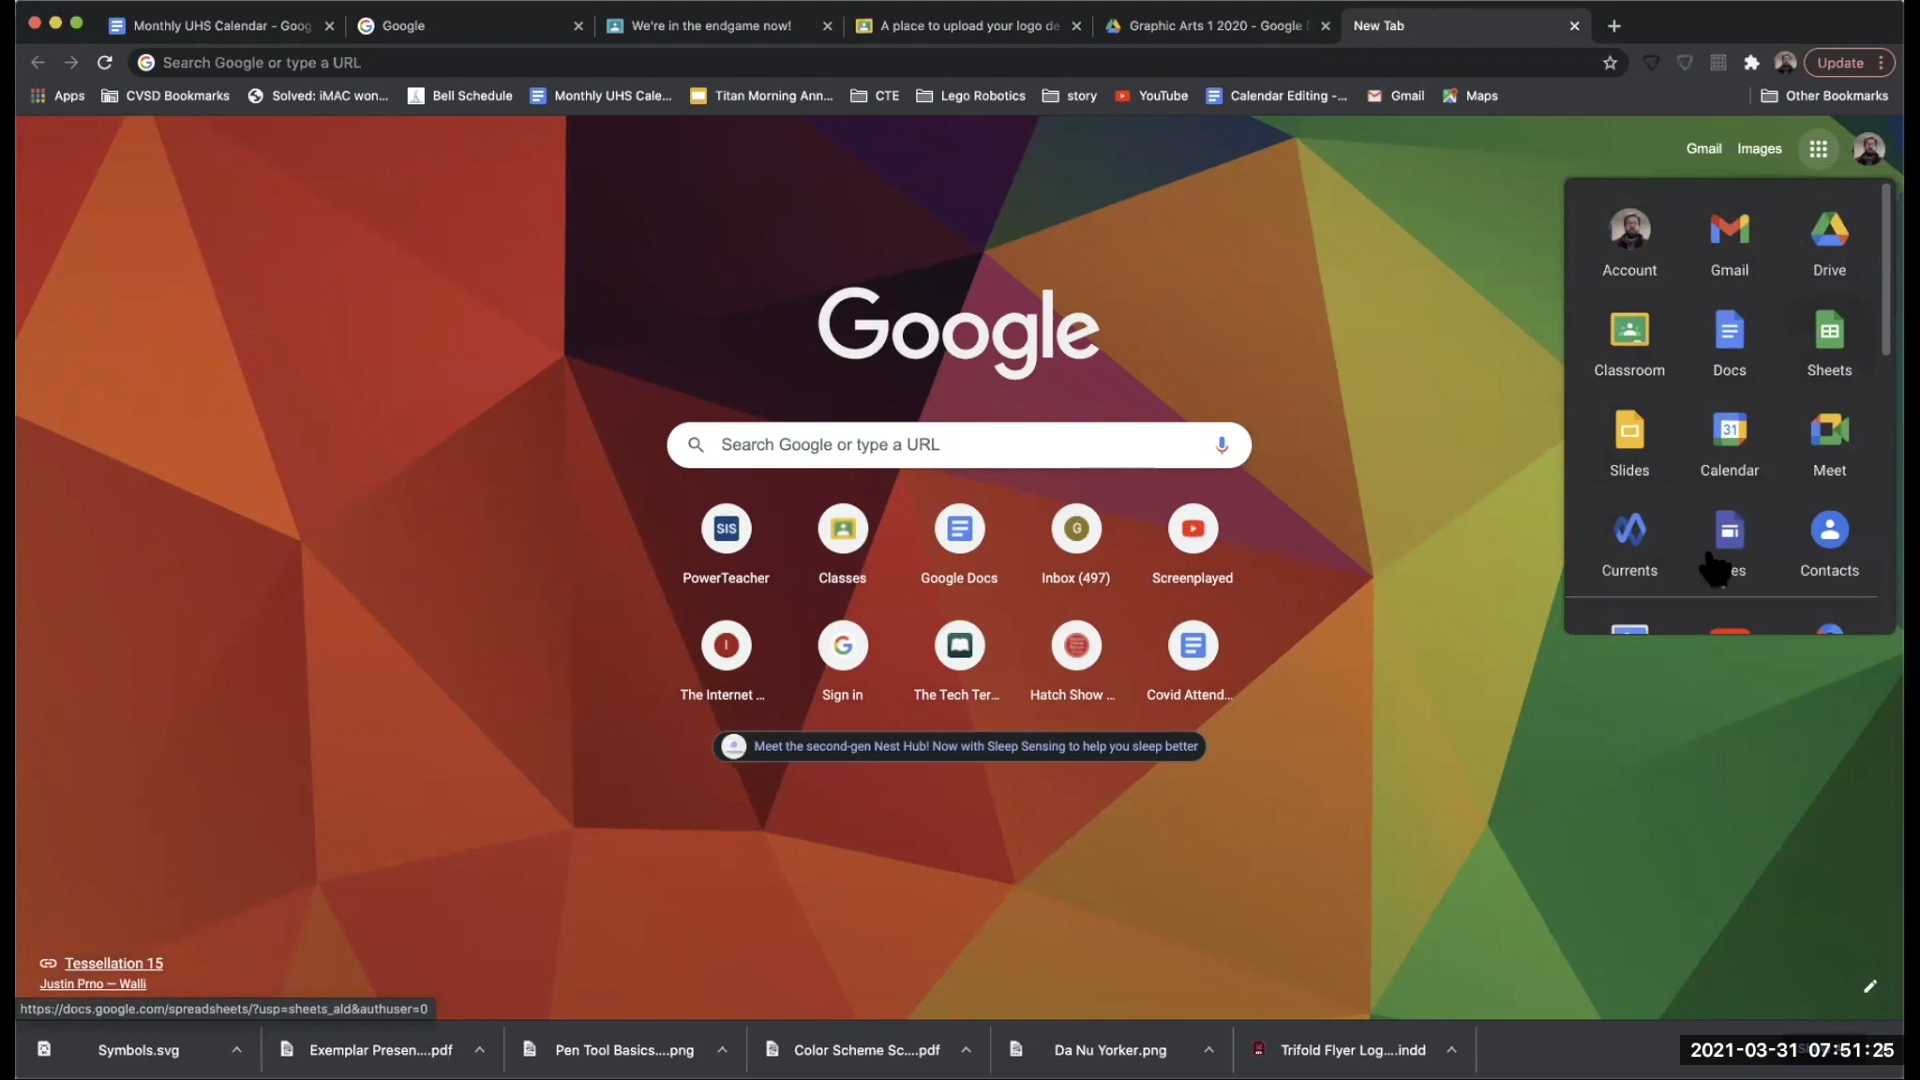 Monthly UHS Calendar - Goog
Google
We're in the endgame now!
A place to upload your logo de
Graphic Arts 1 2020 - Google
New Tab
Search Google or type a URL
Update
Apps
CVSD Bookmarks
Solved: iMAC won...
Bell Schedule
Monthly UHS Cale...
Titan Morning Ann...
CTE
Lego Robotics
story
YouTube
Calendar Editing -...
Gmail
Maps
Other Bookmarks
Gmail
Images
Account
Gmail
Drive
Classroom
Docs
Sheets
Slides
31
Calendar
Meet
Currents
Contacts
Google
Search Google or type a URL
SIS
G
PowerTeacher
Classes
Google Docs
Inbox (497)
Screenplayed
I
The Internet ...
Sign in
The Tech Ter...
Hatch Show ...
Covid Attend...
Meet the second-gen Nest Hub! Now with Sleep Sensing to help you sleep better
Tessellation 15
Justin Prno — Walli
https://docs.google.com/spreadsheets/?usp=sheets_ald&authuser=0
Symbols.svg
Exemplar Presen....pdf
Pen Tool Basics....png
Color Scheme Sc....pdf
Da Nu Yorker.png
Trifold Flyer Log....indd
2021-03-31 07:51:25